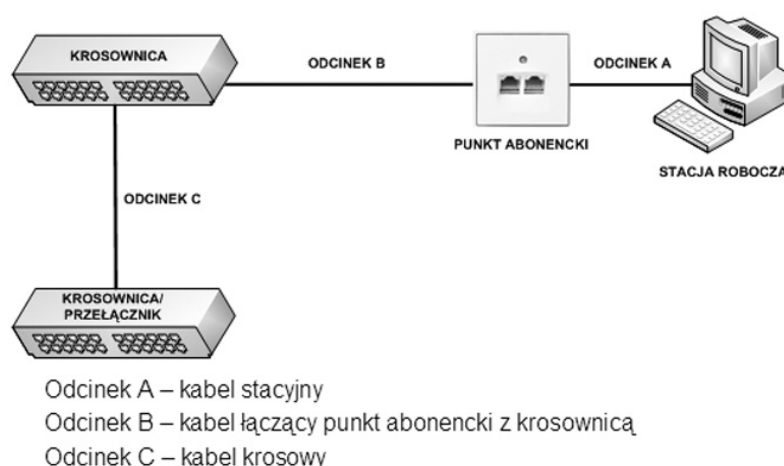 KROSOWNICA
ODCINEK B
ODCINEK A
PUNKT ABONENCKI
STACJA ROBOCZA
ODCINEK C
KROSOWNICA/
PRZEŁĄCZNIK
Odcinek A – kabel stacyjny
Odcinek B – kabel łączący punkt abonencki z krosownicą
Odcinek C – kabel krosowy